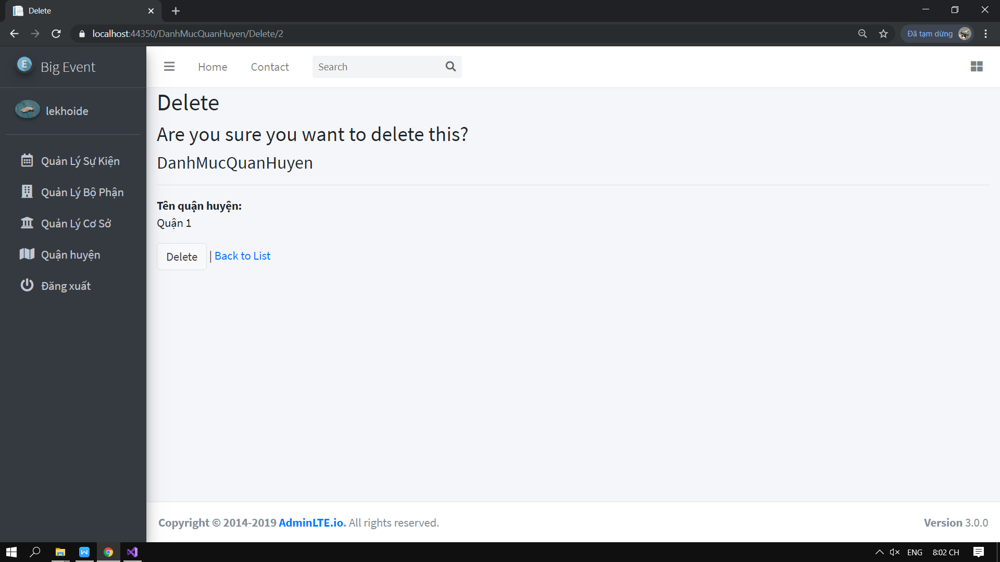 Delete
localhost:44350/DanhMucQuanHuyen/Delete/2
Đã tạm dừng
E
Big Event
Home
Contact
Search
lekhoide
Quản Lý Sự Kiện
Quản Lý Bộ Phận
Quản Lý Cơ Sở
Quận huyện
Đăng xuất
Delete
Are you sure you want to delete this?
DanhMucQuanHuyen
Tên quận huyện:
Quận 1
Delete | Back to List
Copyright © 2014-2019 AdminLTE.io. All rights reserved.
Version 3.0.0
ENG
8:02 CH